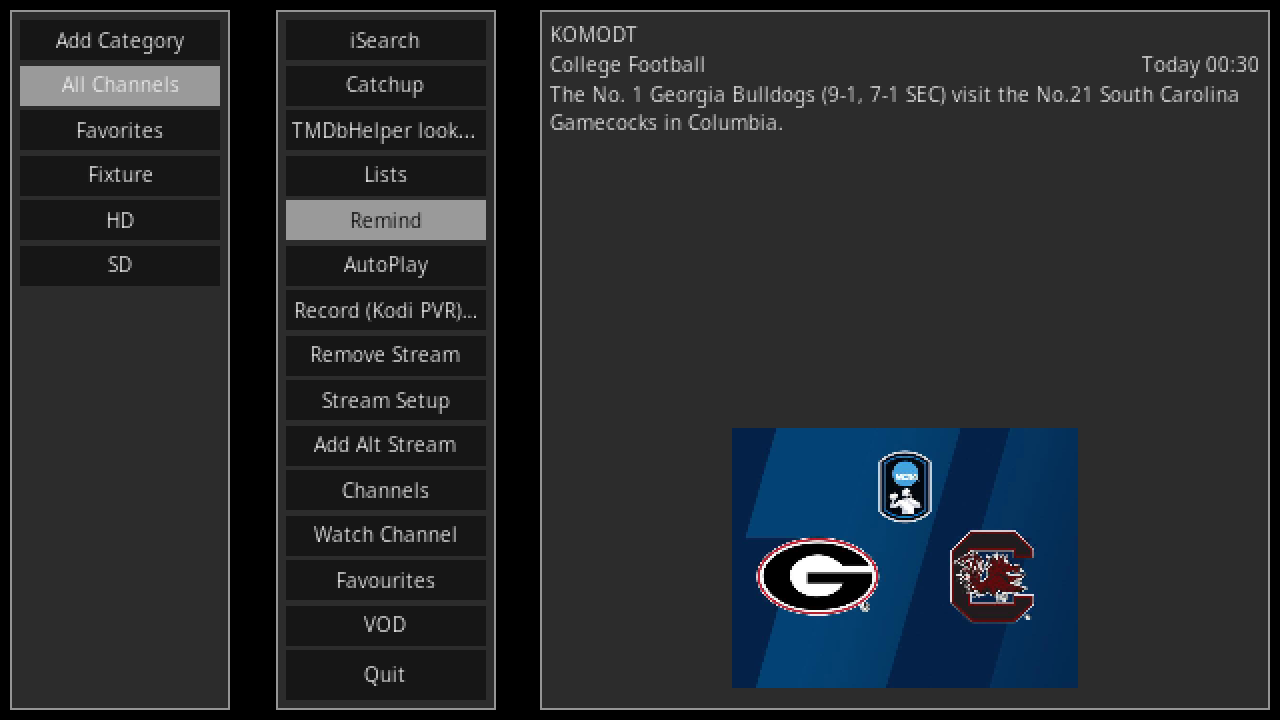 Add Category
All Channels
Favorites
Fixture
HD
SD
iSearch
Catchup
TMDbHelper look...
Lists
Remind
AutoPlay
Record (Kodi PVR)...
Remove Stream
Stream Setup
Add Alt Stream
Channels
Watch Channel
Favourites
VOD
Quit
KOMODT
College Football Today 00:30
The No. 1 Georgia Bulldogs (9-1, 7-1 SEC) visit the No.21 South Carolina
Gamecocks in Columbia.
NCAA
G
C